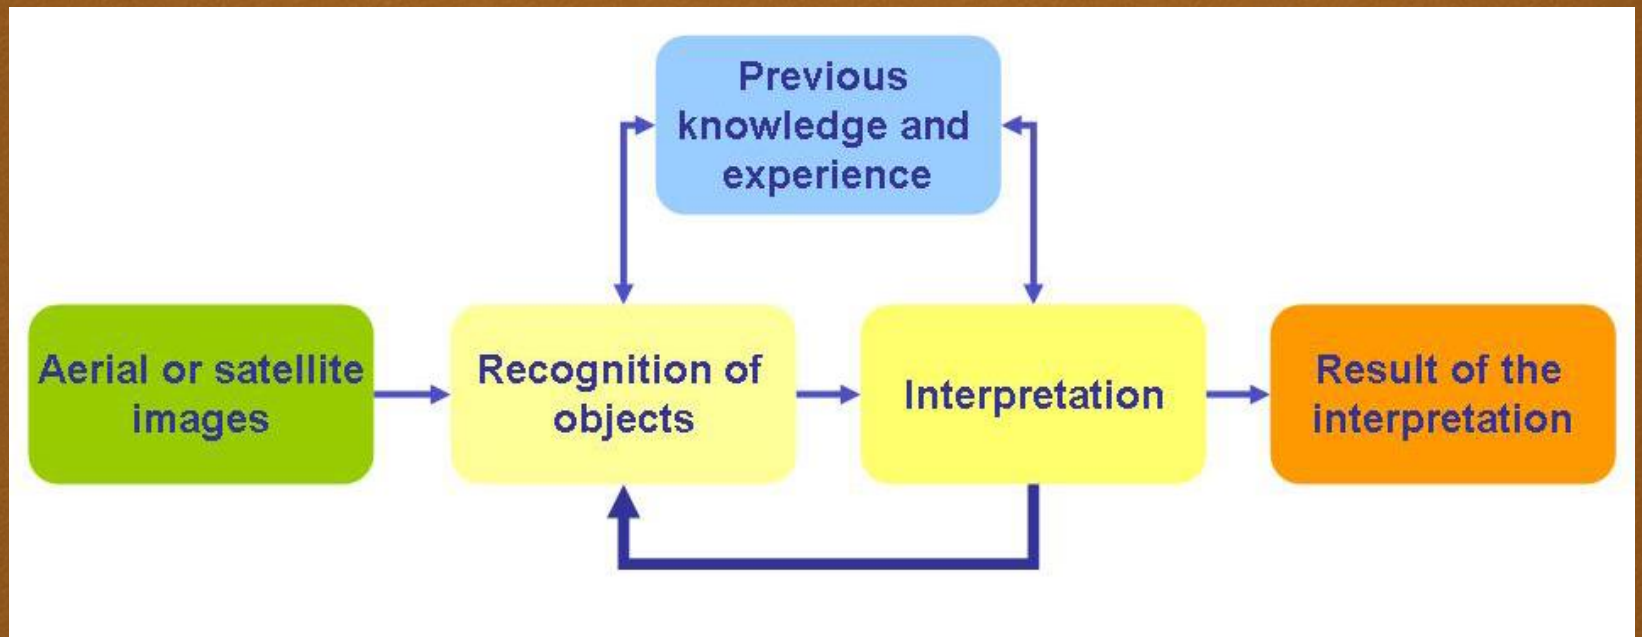 Previous
knowledge and
experience
Aerial or satellite
images
Recognition of
objects
Interpretation
Result of the
interpretation